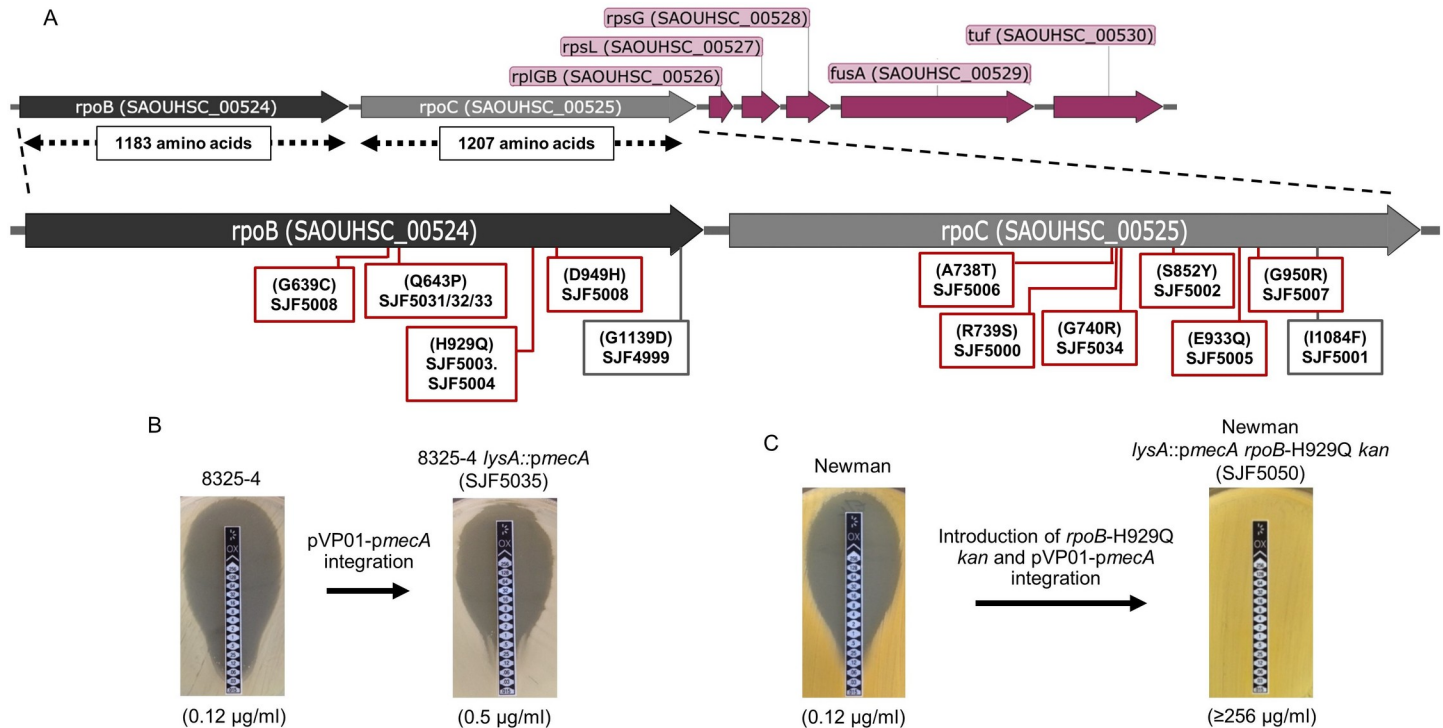 A
rpsG (SAOUHSC_00528)
rpsL (SAOUHSC_00527)
rplGB (SAOUHSC_00526)
tuf (SAOUHSC_00530)
fusA (SAOUHSC_00529)
rpoB (SAOUHSC_00524)
rpoC (SAOUHSC_00525)
1183 amino acids
1207 amino acids
rpoB (SAOUHSC_00524)
rpoC (SAOUHSC_00525)
(G639C)
SJF5008
(Q643P)
SJF5031/32/33
(D949H)
SJF5008
(H929Q)
SJF5003.
SJF5004
(G1139D)
SJF4999
(A738T)
SJF5006
(R739S)
SJF5000
(G740R)
SJF5034
(S852Y)
SJF5002
(E933Q)
SJF5005
(G950R)
SJF5007
(I1084F)
SJF5001
B
8325-4
pVP01-pmecA
integration
8325-4 lysA::pmecA
(SJF5035)
OX
OX
(0.12 µg/ml)
(0.5 µg/ml)
C
Newman
Introduction of rpoB-H929Q
kan and pVP01-pmecA
integration
Newman
lysA::pmecA rpoB-H929Q kan
(SJF5050)
OX
OX
(0.12 µg/ml)
(≥256 µg/ml)